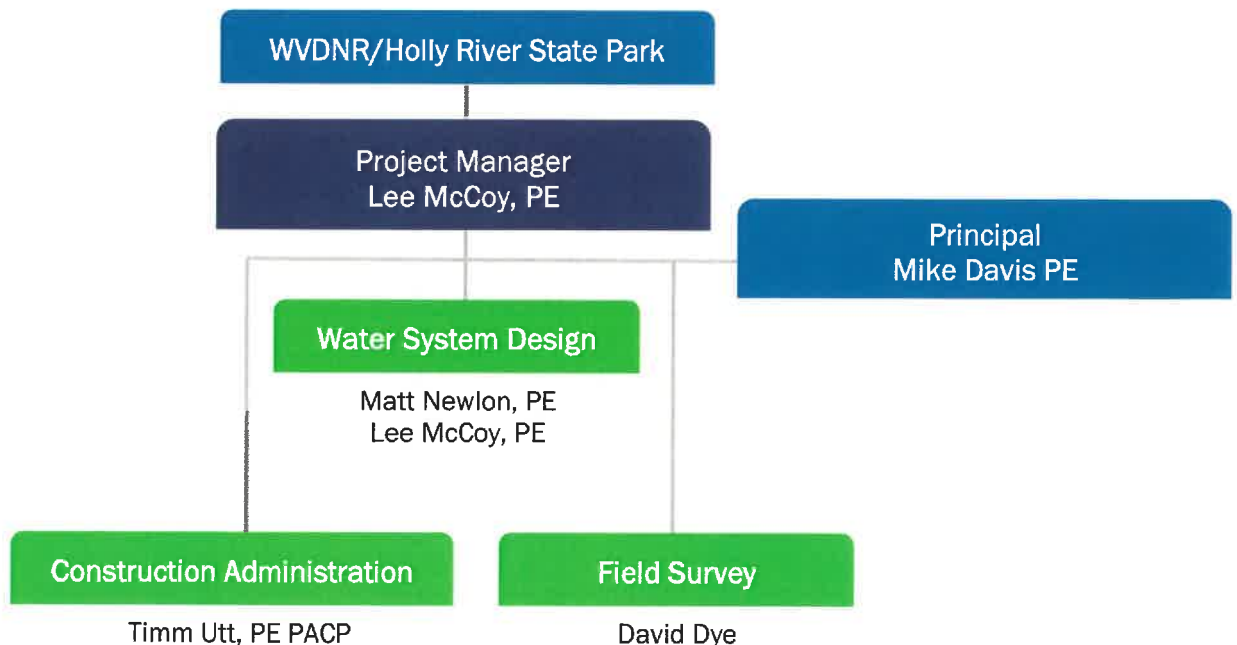 WVDNR/Holly River State Park
Project Manager
Lee McCoy, PE
Principal
Mike Davis PE
Water System Design
Matt Newlon, PE
Lee McCoy, PE
Construction Administration
Timm Utt, PE PACP
Field Survey
David Dye